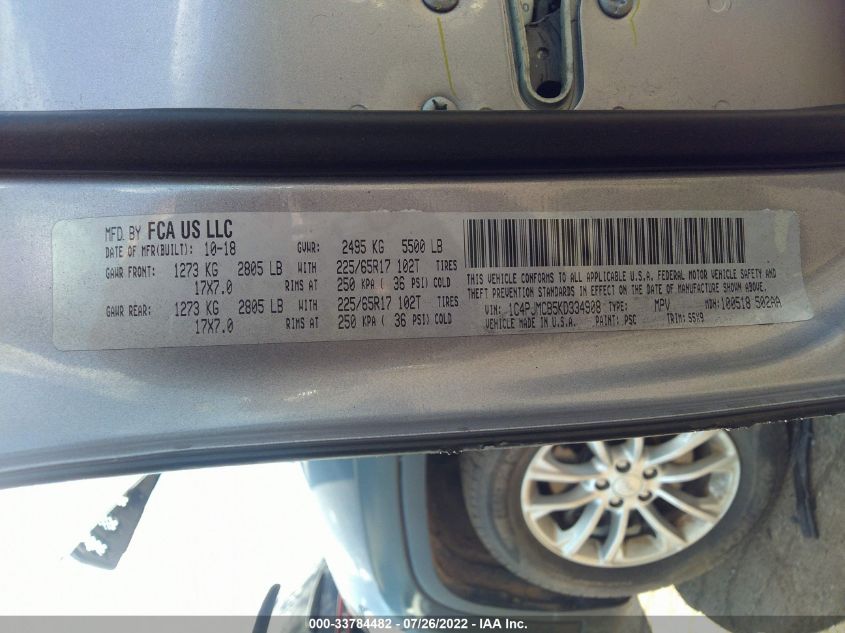 MFD. BY FCA US LLC
DATE OF MFR(BUILT): 10-18 GVWR: 2495 KG 5500 LB
GAWR FRONT: 1273 KG 2805 LB WITH 225/65R17 102T TIRES
17X7.0 RIMS AT 250 KPA ( 36 PSI) COLD
GAWR REAR: 1273 KG 2805 LB WITH 225/65R17 102T TIRES
17X7.0 RIMS AT 250 KPA ( 36 PSI) COLD
THIS VEHICLE CONFORMS TO ALL APPLICABLE U.S.A. FEDERAL MOTOR VEHICLE SAFETY AND
THEFT PREVENTION STANDARDS IN EFFECT ON THE DATE OF MANUFACTURE SHOWN ABOVE.
VIN: 1C4PJMCB5KD334908 TYPE: MPV MDH: 100518 502AA
VEHICLE MADE IN U.S.A. PAINT: PSC TRIM: S5X9
000-33784482 - 07/26/2022 - IAA Inc.